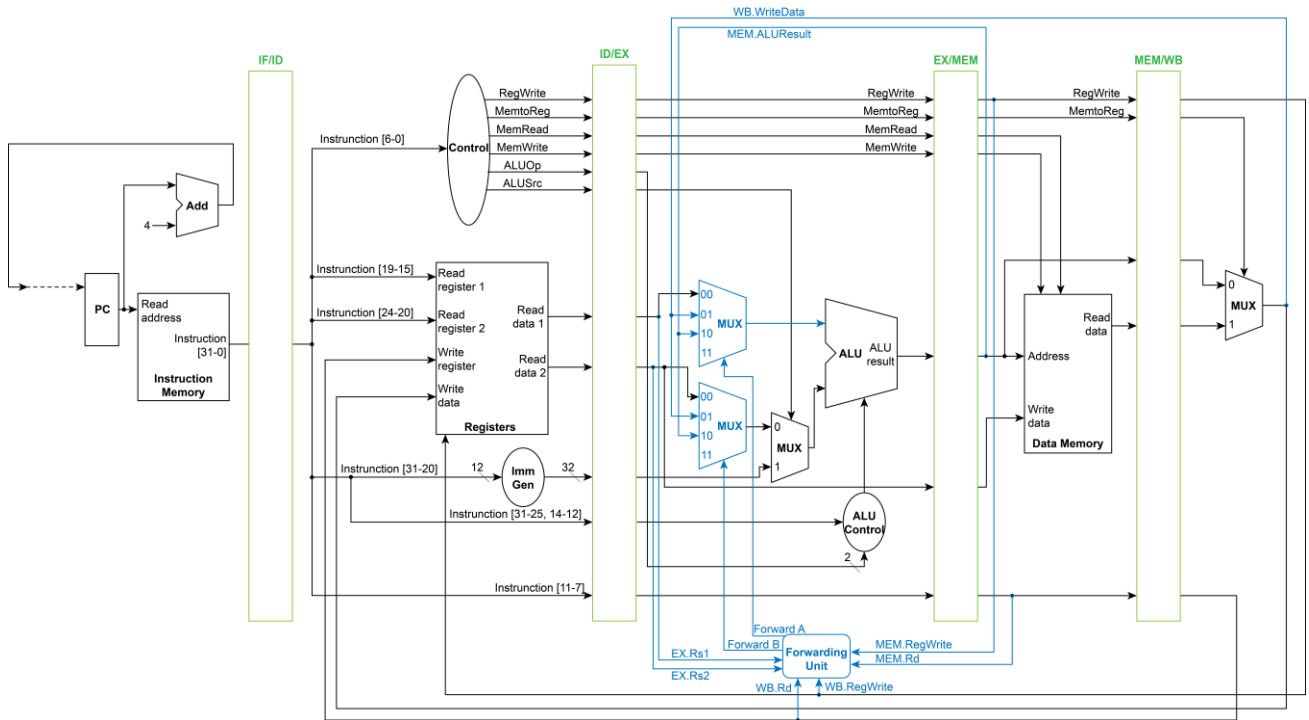 WB.WriteData
MEM.ALUResult
IF/ID
ID/EX
EX/MEM
MEM/WB
RegWrite
RegWrite
RegWrite
MemtoReg
MemtoReg
MemtoReg
MemRead
MemRead
MemWrite
MemWrite
ALUOp
ALUSrc
Control
Instrunction [6-0]
Add
4
PC
Read
address
Instruction
[31-0]
Instruction
Memory
Instrunction [19-15]
Instrunction [24-20]
Read
register 1
Read
register 2
Write
register
Write
data
Read
data 1
Read
data 2
Registers
Instrunction [31-20]
12
Imm
Gen
32
Instrunction [31-25, 14-12]
Instrunction [11-7]
00
01
10
11
MUX
00
01
10
11
MUX
0
1
MUX
ALU
ALU
result
ALU
Control
2
Address
Write
data
Read
data
Data Memory
0
1
MUX
Forward A
Forward B
EX.Rs1
EX.Rs2
Forwarding
Unit
MEM.RegWrite
MEM.Rd
WB.Rd
WB.RegWrite